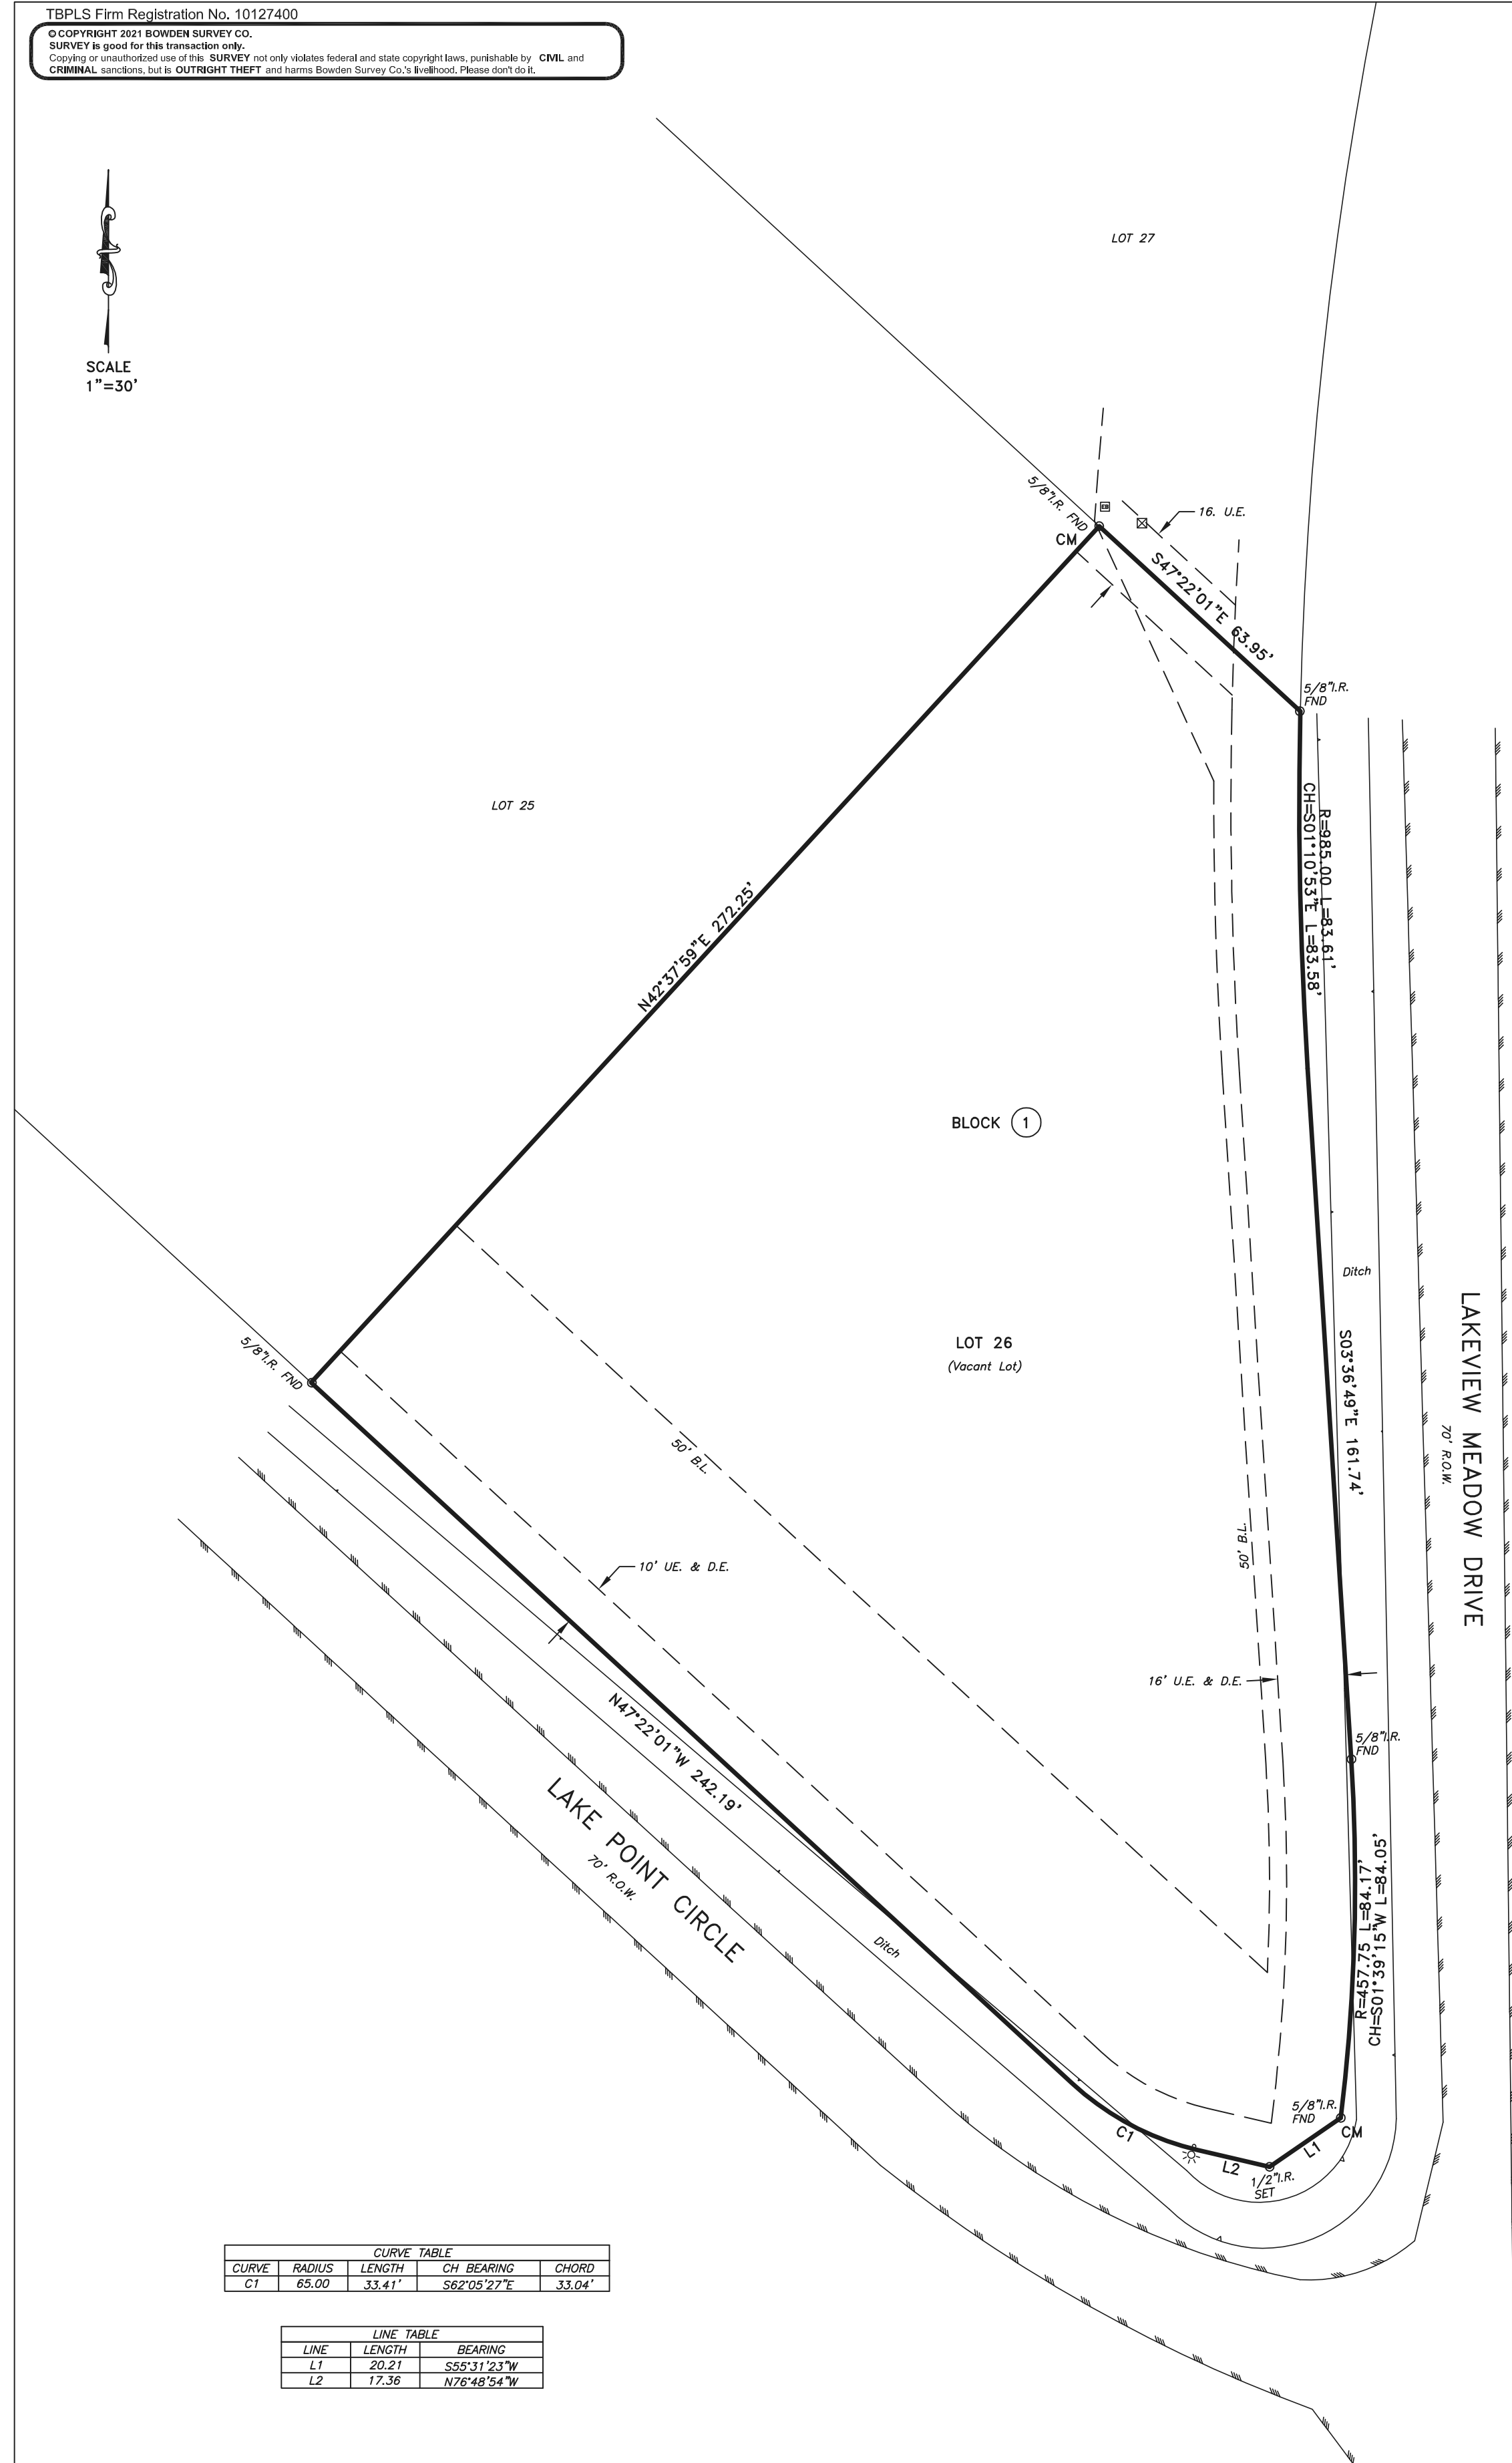 TBPLS Firm Registration No. 10127400
© COPYRIGHT 2021 BOWDEN SURVEY CO.
SURVEY is good for this transaction only.
Copying or unauthorized use of this SURVEY not only violates federal and state copyright laws, punishable by CIVIL and
CRIMINAL sanctions, but is OUTRIGHT THEFT and harms Bowden Survey Co.'s livelihood. Please don't do it.
SCALE
1"=30'
LOT 27
5/8"I.R. FND
CM
EB
16. U.E.
S47°22'01"E 63.95'
5/8"I.R.
FND
LOT 25
R=985.00 L=83.61'
CH=S01°10'53"E L=83.58'
N42°37'59"E 272.25'
BLOCK 1
Ditch
LOT 26
(Vacant Lot)
S03°36'49"E 161.74'
LAKEVIEW MEADOW DRIVE
70' R.O.W.
5/8"I.R. FND
50' B.L.
50' B.L.
10' UE. & D.E.
16' U.E. & D.E.
N47°22'01"W 242.19'
5/8"I.R.
FND
LAKE POINT CIRCLE
70' R.O.W.
Ditch
R=457.75 L=84.17'
CH=S01°39'15"W L=84.05'
5/8"I.R.
FND
CM
C1
L1
L2
1/2"I.R.
SET
CURVE TABLE
CURVE RADIUS LENGTH CH BEARING CHORD
C1 65.00 33.41' S62°05'27"E 33.04'
LINE TABLE
LINE LENGTH BEARING
L1 20.21 S55°31'23"W
L2 17.36 N76°48'54"W